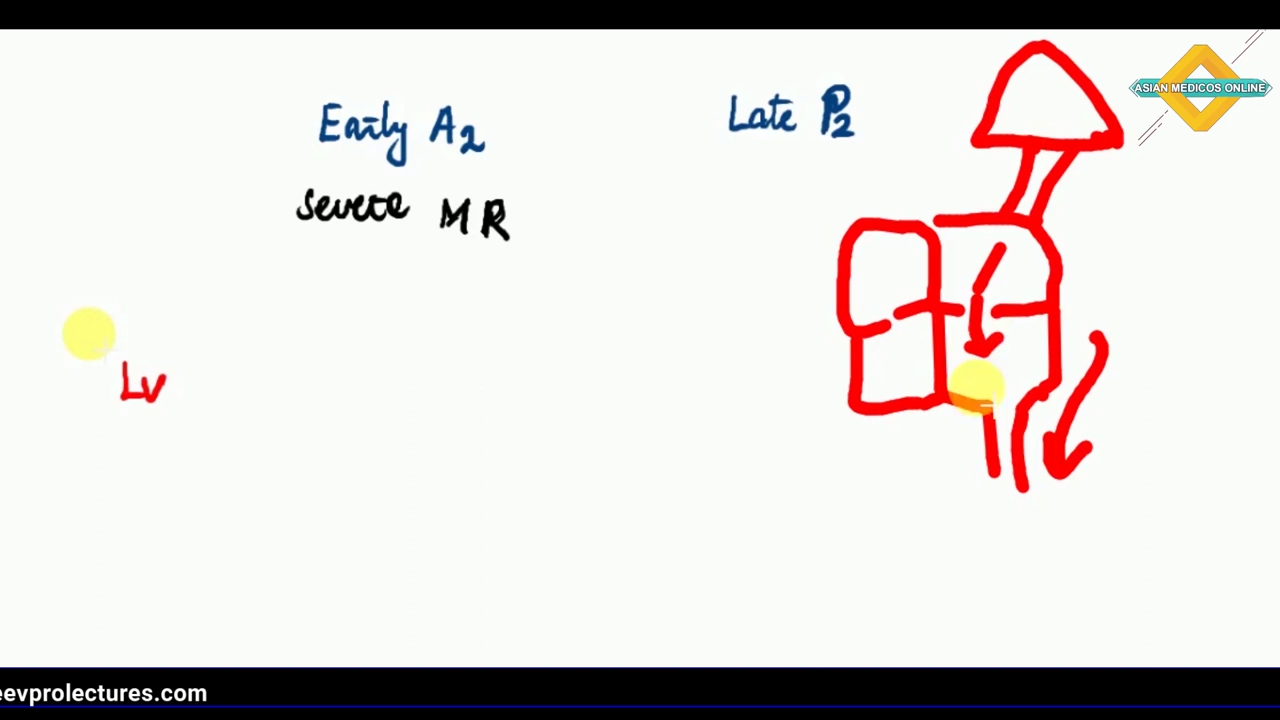 ASIAN MEDICOS ONLINE
Early A2
Late P2
Severe MR
LV
eevprolectures.com